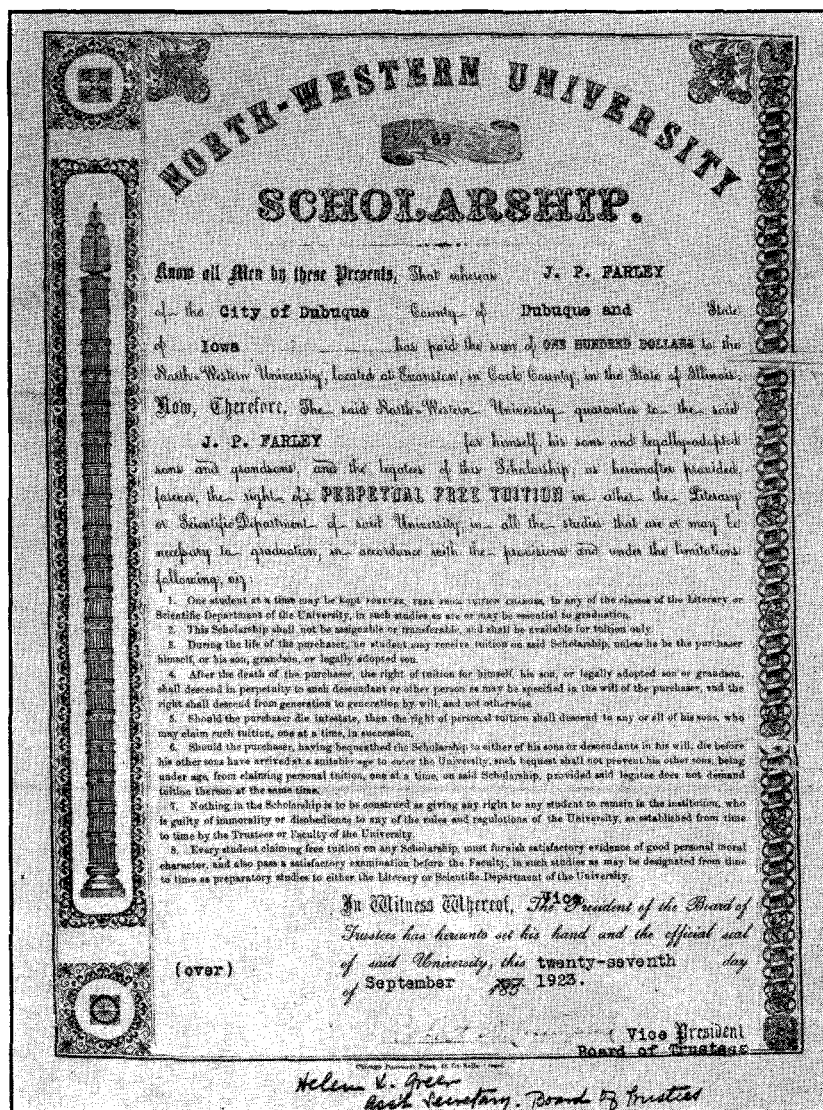 NORTH-WESTERN UNIVERSITY
69
SCHOLARSHIP.
Know all Men by these Presents, That whereas J. P. FARLEY
of the City of Dubuque County of Dubuque and State
of Iowa has paid the sum of ONE HUNDRED DOLLARS to the
North-Western University, located at Evanston, in Cook County, in the State of Illinois.
Now, Therefore, The said North-Western University guaranties to the said
J. P. FARLEY for himself, his sons and legally-adopted
sons and grandsons, and the legatees of this Scholarship, as hereinafter provided,
forever, the right of PERPETUAL FREE TUITION in either the Literary
or Scientific Department of said University, in all the studies that are or may be
necessary to graduation, in accordance with the provisions and under the limitations
following, viz
1. One student at a time may be kept FOREVER, FREE FROM TUITION CHARGES, in any of the classes of the Literary or
Scientific Department of the University, in such studies as are or may be essential to graduation.
2. This Scholarship shall not be assignable or transferable, and shall be available for tuition only.
3. During the life of the purchaser, no student may receive tuition on said Scholarship, unless he be the purchaser
himself, or his son, grandson, or legally adopted son.
4. After the death of the purchaser, the right of tuition for himself, his son, or legally adopted son or grandson,
shall descend in perpetuity to such descendant or other person as may be specified in the will of the purchaser, and the
right shall descend from generation to generation by will, and not otherwise.
5. Should the purchaser die intestate, then the right of personal tuition shall descend to any or all of his sons, who
may claim such tuition, one at a time, in succession.
6. Should the purchaser, having bequeathed the Scholarship to either of his sons or descendants in his will, die before
his other sons have arrived at a suitable age to enter the University, such bequest shall not prevent his other sons, being
under age, from claiming personal tuition, one at a time, on said Scholarship, provided said legatee does not demand
tuition thereon at the same time.
7. Nothing in the Scholarship is to be construed as giving any right to any student to remain in the institution, who
is guilty of immorality or disobedience to any of the rules and regulations of the University, as established from time
to time by the Trustees or Faculty of the University.
8. Every student claiming free tuition on any Scholarship, must furnish satisfactory evidence of good personal moral
character, and also pass a satisfactory examination before the Faculty, in such studies as may be designated from time
to time as preparatory studies to either the Literary or Scientific Department of the University.
In Witness Whereof, The Vice President of the Board of
Trustees has hereunto set his hand and the official seal
of said University, this twenty-seventh day
(over)
of September 185 1923.
Vice President
Board of Trustees
Helen L. Green
Ass't Secretary. Board of Trustees